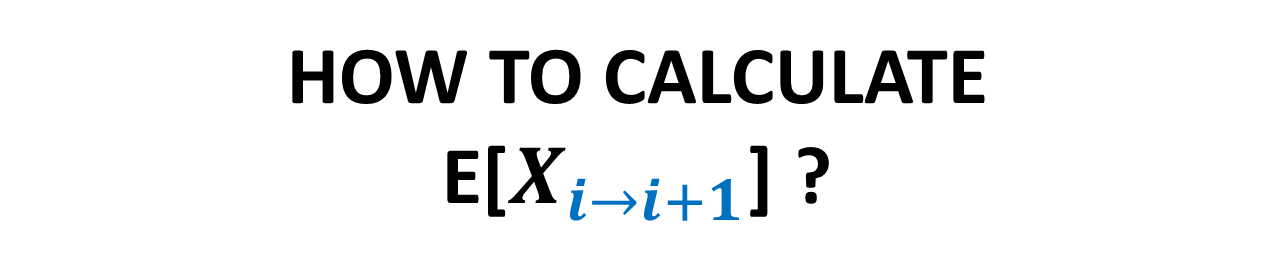 HOW TO CALCULATE
E[X_{i→i+1}] ?